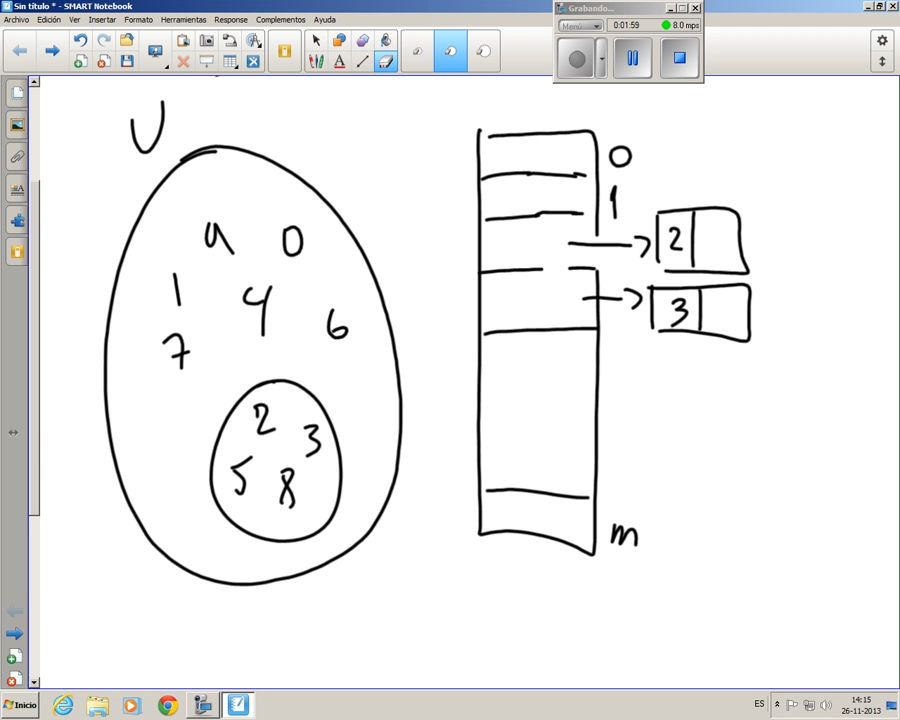 Sin título * - SMART Notebook
Archivo Edición Ver Insertar Formato Herramientas Response Complementos Ayuda
Grabando...
Menú
0:01:59
8.0 mps
U
9 0
1 4 6
7
2 3
5 8
0
1
2
3
m
Inicio
ES
14:15
26-11-2013